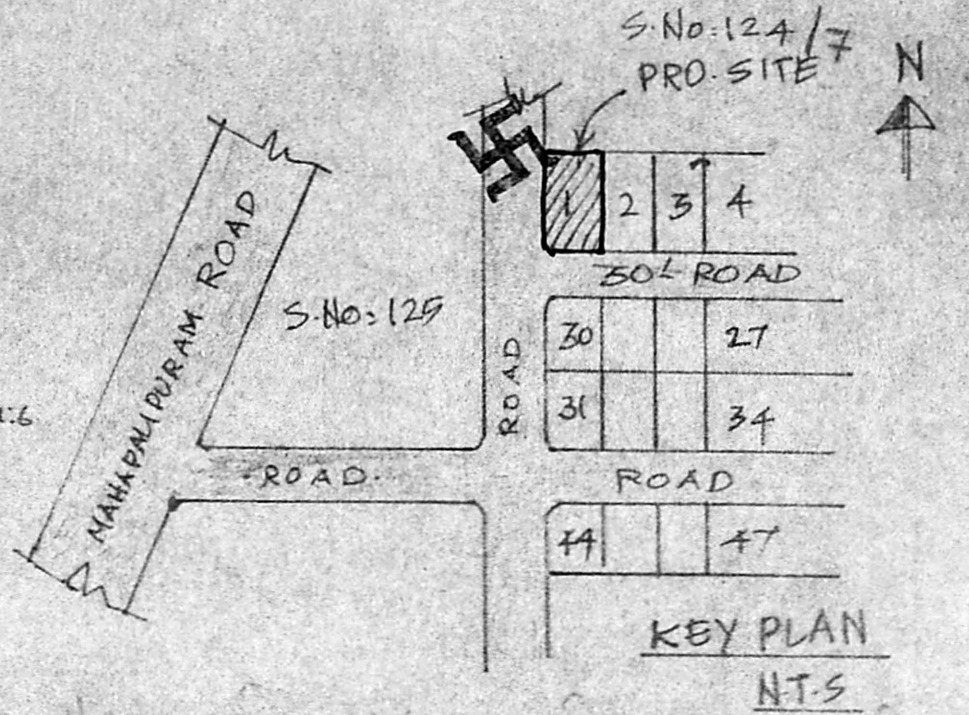 S.No:124/7
PRO.SITE
N
1
2
3
4
30' ROAD
MAHAPALIPURAM ROAD
S.No:125
ROAD
30
27
31
34
ROAD
ROAD
44
47
KEY PLAN
N.T.S